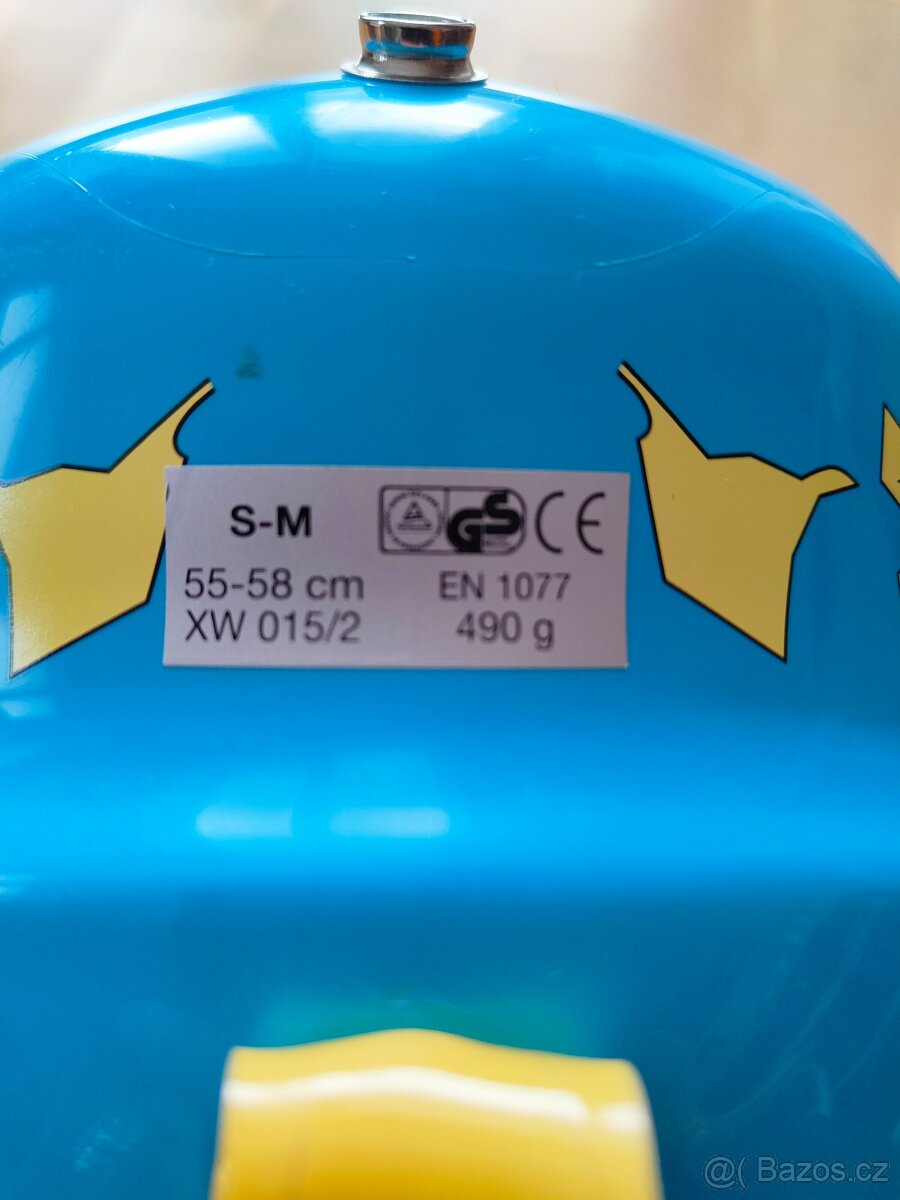 S-M
GS CE
55-58 cm
EN 1077
XW 015/2
490 g
@( Bazos.cz